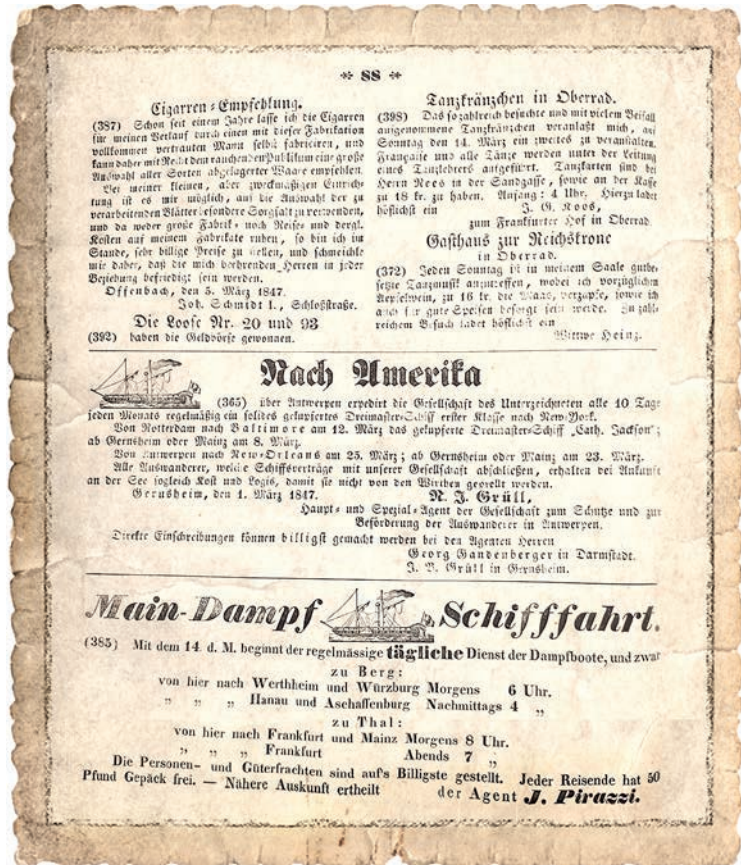 88
Cigarren-Empfehlung.
(387) Schon seit einem Jahre lasse ich die Cigarren
für meinen Verkauf durch einen mit dieser Fabrikation
vollkommen vertrauten Mann selbst fabriciren, und
kann daher mit Recht dem rauchenden Publikum eine große
Auswahl aller Sorten abgelagerter Waare empfehlen.
Bei meiner kleinen, aber zweckmäßigen Einrich-
tung ist es mir möglich, auf die Auswahl der zu
verarbeitenden Blätter besondere Sorgfalt zu verwenden,
und da weder große Fabrik- noch Reise- und dergl.
Kosten auf meinem Fabrikate ruhen, so bin ich im
Stande, sehr billige Preise zu stellen, und schmeichle
mir daher, daß die mich beehrenden Herren in jeder
Beziehung befriedigt sein werden.
Offenbach, den 5. März 1847.
Joh. Schmidt I., Schloßstraße.
Die Loose Nr. 20 und 93
(392) haben die Geldbörse gewonnen.
Tanzkränzchen in Oberrad.
(398) Das so zahlreich besuchte und mit vielem Beifall
aufgenommene Tanzkränzchen veranlaßt mich, auf
Sonntag den 14. März ein zweites zu veranstalten.
Française und alle Tänze werden unter der Leitung
eines Tanzlehrers aufgeführt. Tanzkarten sind bei
Herrn Roos in der Sandgasse, sowie an der Kasse
zu 18 kr. zu haben. Anfang: 4 Uhr. Hierzu ladet
höflichst ein J. G. Roos,
zum Frankfurter Hof in Oberrad.
Gasthaus zur Reichskrone
in Oberrad.
(372) Jeden Sonntag ist in meinem Saale gutbe-
setzte Tanzmusik anzutreffen, wobei ich vorzüglichen
Aepfelwein, zu 16 kr. die Maas, verzapfe, sowie ich
auch für gute Speisen besorgt sein werde. Zu zahl-
reichem Besuch ladet höflichst ein
Wittwe Heinz.
Nach Amerika
(365) über Antwerpen expedirt die Gesellschaft des Unterzeichneten alle 10 Tage
jeden Monats regelmäßig ein solides gekupfertes Dreimaster-Schiff erster Klasse nach New-York.
Von Rotterdam nach Baltimore am 12. März das gekupferte Dreimaster-Schiff „Cath. Jackson";
ab Gernsheim oder Mainz am 8. März.
Von Antwerpen nach New-Orleans am 25. März; ab Gernsheim oder Mainz am 23. März.
Alle Auswanderer, welche Schiffsverträge mit unserer Gesellschaft abschließen, erhalten bei Ankunft
an der See sogleich Kost und Logis, damit sie nicht von den Wirthen geprellt werden.
Gernsheim, den 1. März 1847. N. J. Grüll,
Haupt- und Spezial-Agent der Gesellschaft zum Schutze und zur
Beförderung der Auswanderer in Antwerpen.
Direkte Einschreibungen können billigst gemacht werden bei den Agenten Herren
Georg Gandenberger in Darmstadt.
J. B. Grüll in Gernsheim.
Main-Dampf Schifffahrt.
(385) Mit dem 14. d. M. beginnt der regelmässige tägliche Dienst der Dampfboote, und zwar
zu Berg:
von hier nach Werthheim und Würzburg Morgens 6 Uhr.
„ „ „ Hanau und Aschaffenburg Nachmittags 4 „
zu Thal:
von hier nach Frankfurt und Mainz Morgens 8 Uhr.
„ „ „ Frankfurt Abends 7 „
Die Personen- und Güterfrachten sind auf's Billigste gestellt. Jeder Reisende hat 50
Pfund Gepäck frei. — Nähere Auskunft ertheilt der Agent J. Pirazzi.